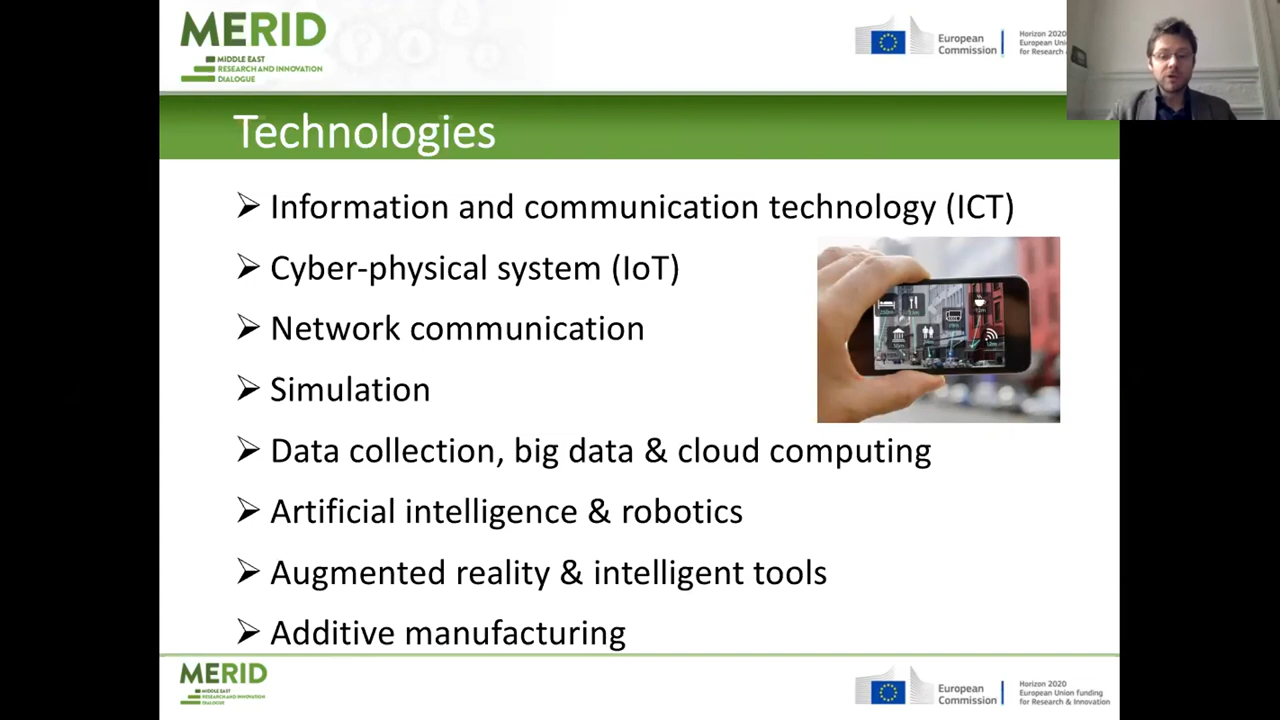 MERID
MIDDLE EAST
RESEARCH AND INNOVATION
DIALOGUE
European
Commission
Horizon 2020
European Un
for Research
Technologies
Information and communication technology (ICT)
Cyber-physical system (IoT)
Network communication
Simulation
Data collection, big data & cloud computing
Artificial intelligence & robotics
Augmented reality & intelligent tools
Additive manufacturing
MERID
MIDDLE EAST
RESEARCH AND INNOVATION
DIALOGUE
European
Commission
Horizon 2020
European Union funding
for Research & Innovation